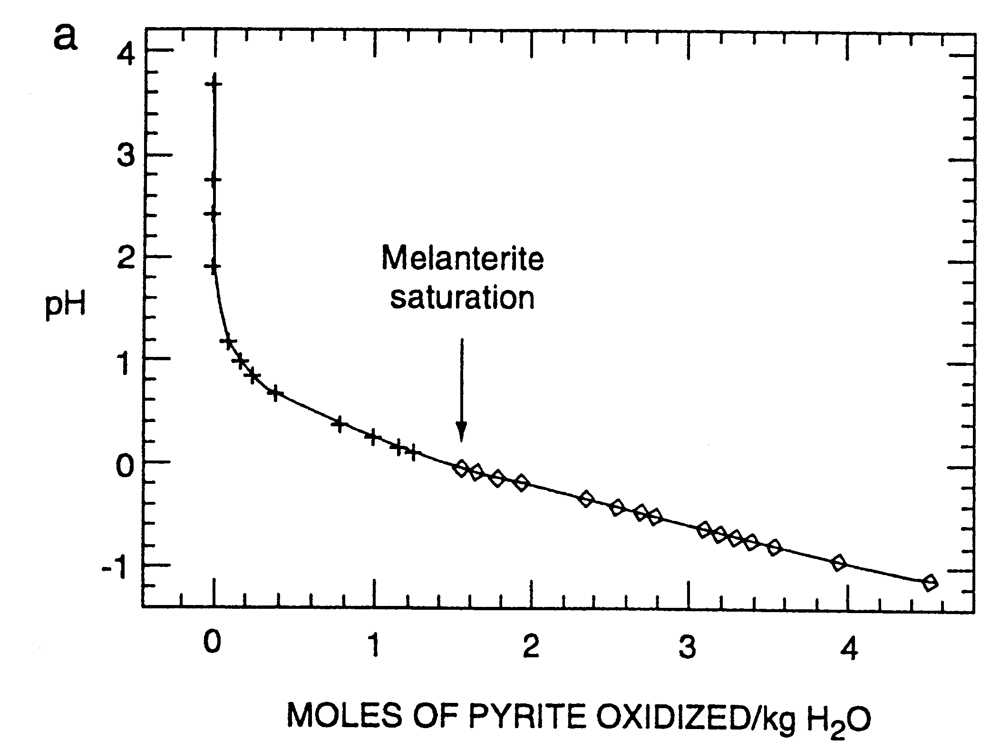 a
4
3
2
1
0
-1
pH
Melanterite
saturation
0 1 2 3 4
MOLES OF PYRITE OXIDIZED/kg H₂O